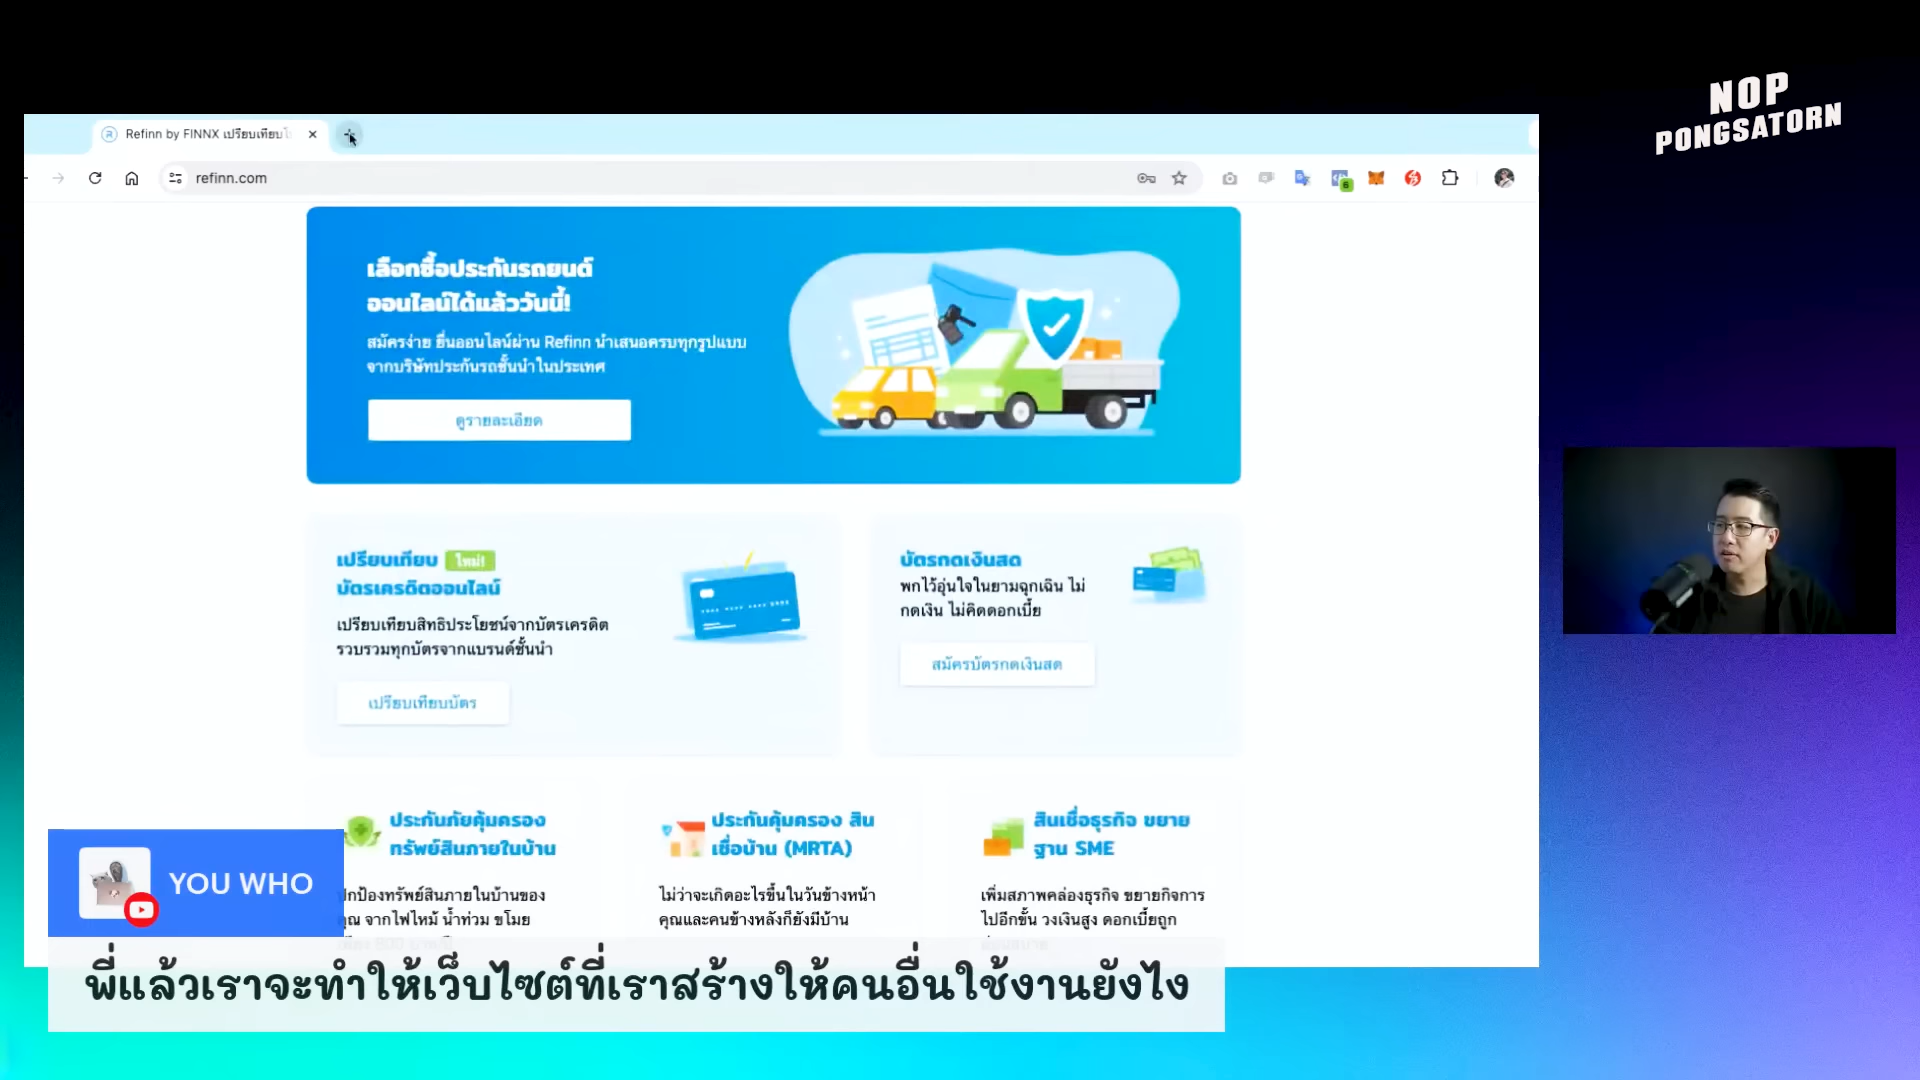 NOP
PONGSATORN
Refinn by FINNX เปรียบเทียบ
refinn.com
6
เลือกซื้อประกันรถยนต์
ออนไลน์ได้แล้ววันนี้!
สมัครง่าย ยื่นออนไลน์ผ่าน Refinn นำเสนอครบทุกรูปแบบ
จากบริษัทประกันรถชั้นนำในประเทศ
ดูรายละเอียด
เปรียบเทียบ ใหม่!
บัตรเครดิตออนไลน์
เปรียบเทียบสิทธิประโยชน์จากบัตรเครดิต
รวบรวมทุกบัตรจากแบรนด์ชั้นนำ
เปรียบเทียบบัตร
บัตรกดเงินสด
พกไว้อุ่นใจในยามฉุกเฉิน ไม่
กดเงิน ไม่คิดดอกเบี้ย
สมัครบัตรกดเงินสด
ประกันภัยคุ้มครอง
ทรัพย์สินภายในบ้าน
ปกป้องทรัพย์สินภายในบ้านของ
คุณ จากไฟไหม้ น้ำท่วม ขโมย
ประกันคุ้มครอง สิน
เชื่อบ้าน (MRTA)
ไม่ว่าจะเกิดอะไรขึ้นในวันข้างหน้า
คุณและคนข้างหลังก็ยังมีบ้าน
สินเชื่อธุรกิจ ขยาย
ฐาน SME
เพิ่มสภาพคล่องธุรกิจ ขยายกิจการ
ไปอีกขั้น วงเงินสูง ดอกเบี้ยถูก
YOU WHO
พี่แล้วเราจะทำให้เว็บไซต์ที่เราสร้างให้คนอื่นใช้งานยังไง